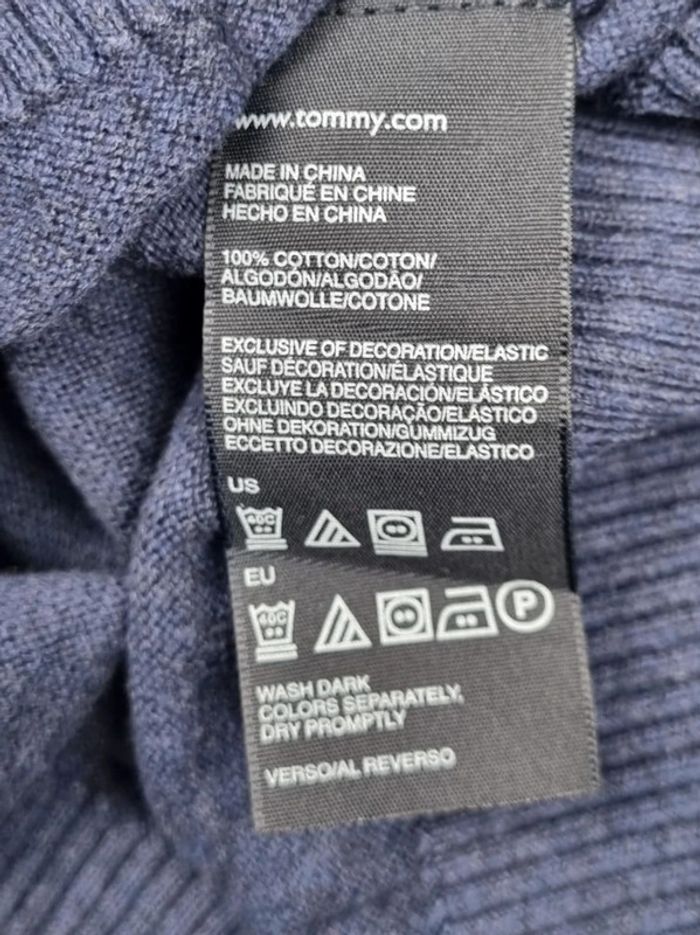 www.tommy.com
MADE IN CHINA
FABRIQUÉ EN CHINE
HECHO EN CHINA
100% COTTON/COTON/
ALGODÓN/ALGODÃO/
BAUMWOLLE/COTONE
EXCLUSIVE OF DECORATION/ELASTIC
SAUF DÉCORATION/ÉLASTIQUE
EXCLUYE LA DECORACIÓN/ELÁSTICO
EXCLUINDO DECORAÇÃO/ELASTICO
OHNE DEKORATION/GUMMIZUG
ECCETTO DECORAZIONE/ELASTICO
US
40C
EU
40C P
WASH DARK
COLORS SEPARATELY,
DRY PROMPTLY
VERSO/AL REVERSO